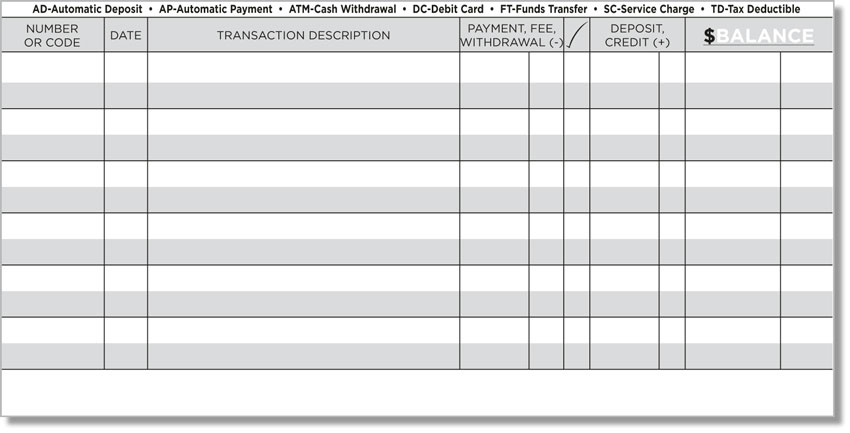 AD-Automatic Deposit • AP-Automatic Payment • ATM-Cash Withdrawal • DC-Debit Card • FT-Funds Transfer • SC-Service Charge • TD-Tax Deductible
NUMBER
OR CODE
DATE
TRANSACTION DESCRIPTION
PAYMENT, FEE,
WITHDRAWAL (-)
✓
DEPOSIT,
CREDIT (+)
$BALANCE